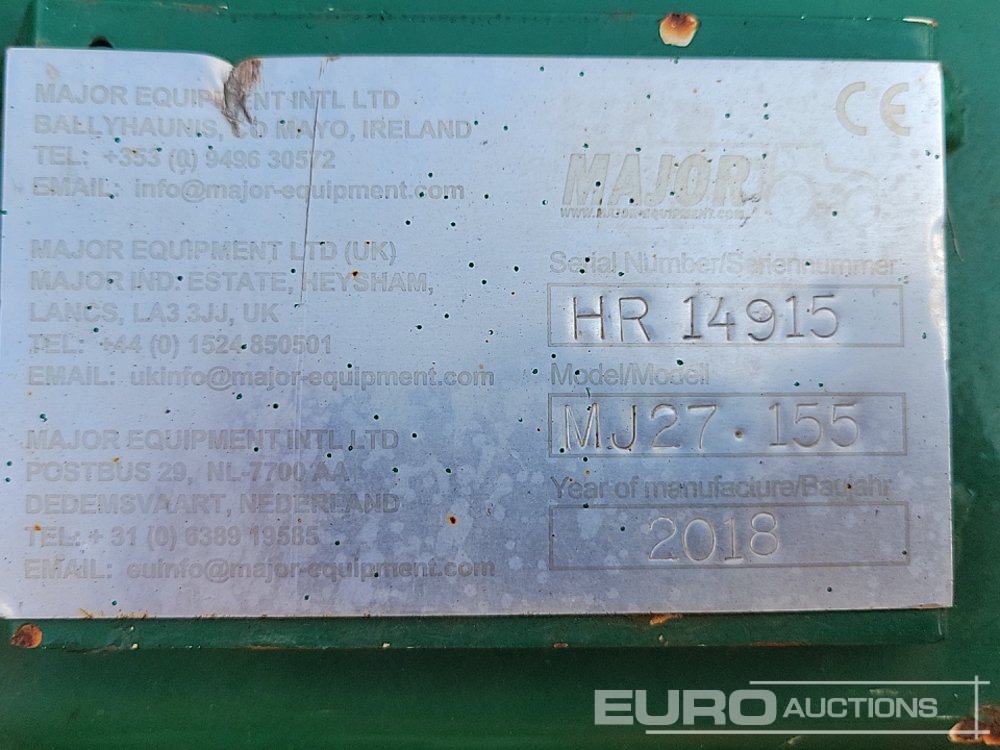 MAJOR EQUIPMENT INTL LTD
BALLYHAUNIS, CO MAYO, IRELAND
TEL: +353 (0) 9496 30572
EMAIL: info@major-equipment.com
MAJOR EQUIPMENT LTD (UK)
MAJOR IND. ESTATE, HEYSHAM,
LANCS, LA3 3JJ, UK
TEL: +44 (0) 1524 850501
EMAIL: ukinfo@major-equipment.com
MAJOR EQUIPMENT INTL LTD
POSTBUS 29, NL-7700 AA
DEDEMSVAART, NEDERLAND
TEL: + 31 (0) 6389 19585
EMAIL: euinfo@major-equipment.com
CE
MAJOR
WWW.MAJOR-EQUIPMENT.COM
Serial Number/Seriennummer
HR 14915
Model/Modell
MJ27.155
Year of manufacture/Baujahr
2018
EURO AUCTIONS